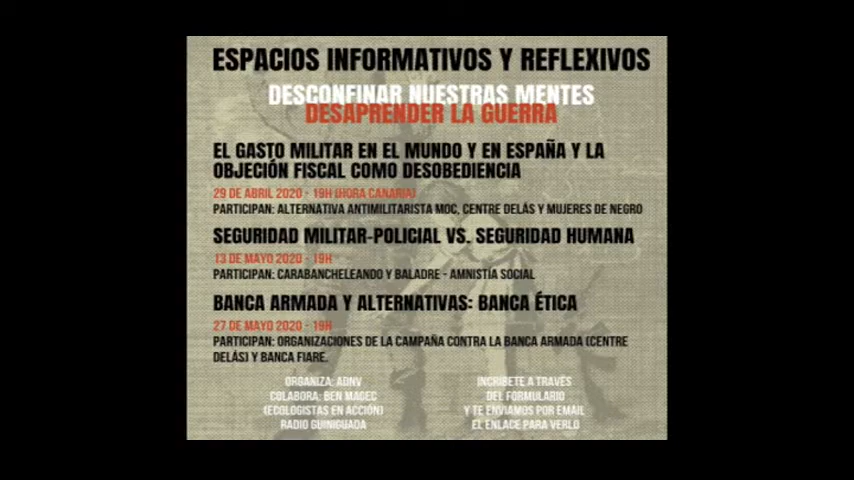 ESPACIOS INFORMATIVOS Y REFLEXIVOS
DESCONFINAR NUESTRAS MENTES
DESAPRENDER LA GUERRA
EL GASTO MILITAR EN EL MUNDO Y EN ESPAÑA Y LA
OBJECIÓN FISCAL COMO DESOBEDIENCIA
29 DE ABRIL 2020 - 19H (HORA CANARIA)
PARTICIPAN: ALTERNATIVA ANTIMILITARISTA MOC, CENTRE DELÁS Y MUJERES DE NEGRO
SEGURIDAD MILITAR-POLICIAL VS. SEGURIDAD HUMANA
13 DE MAYO 2020 - 19H
PARTICIPAN: CARABANCHELEANDO Y BALADRE - AMNISTÍA SOCIAL
BANCA ARMADA Y ALTERNATIVAS: BANCA ÉTICA
27 DE MAYO 2020 - 19H
PARTICIPAN: ORGANIZACIONES DE LA CAMPAÑA CONTRA LA BANCA ARMADA (CENTRE
DELÁS) Y BANCA FIARE.
ORGANIZA: ADNV
COLABORA: BEN MAGEC
(ECOLOGISTAS EN ACCIÓN)
RADIO GUINIGUADA
INCRÍBETE A TRAVÉS
DEL FORMULARIO
Y TE ENVIAMOS POR EMAIL
EL ENLACE PARA VERLO